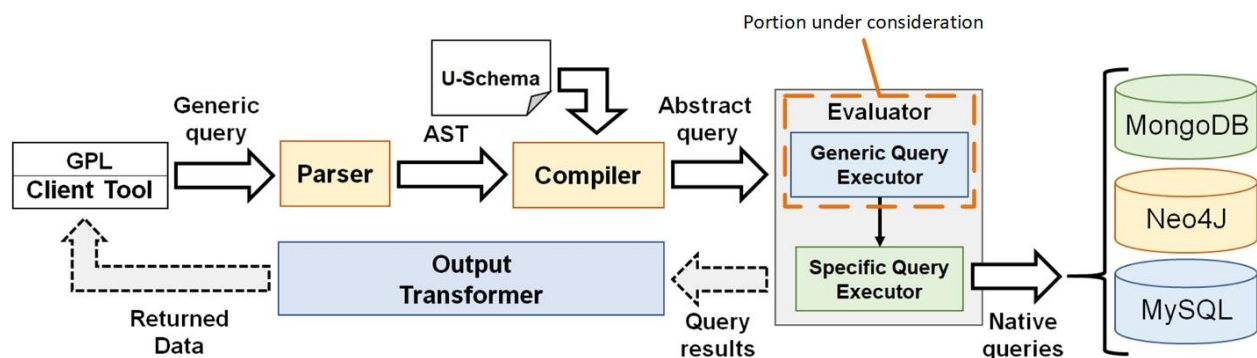 Portion under consideration
U-Schema
Generic
query
AST
Abstract
query
Evaluator
GPL
Client Tool
Parser
Compiler
Generic Query
Executor
MongoDB
Neo4J
MySQL
Output
Transformer
Specific Query
Executor
Returned
Data
Query
results
Native
queries